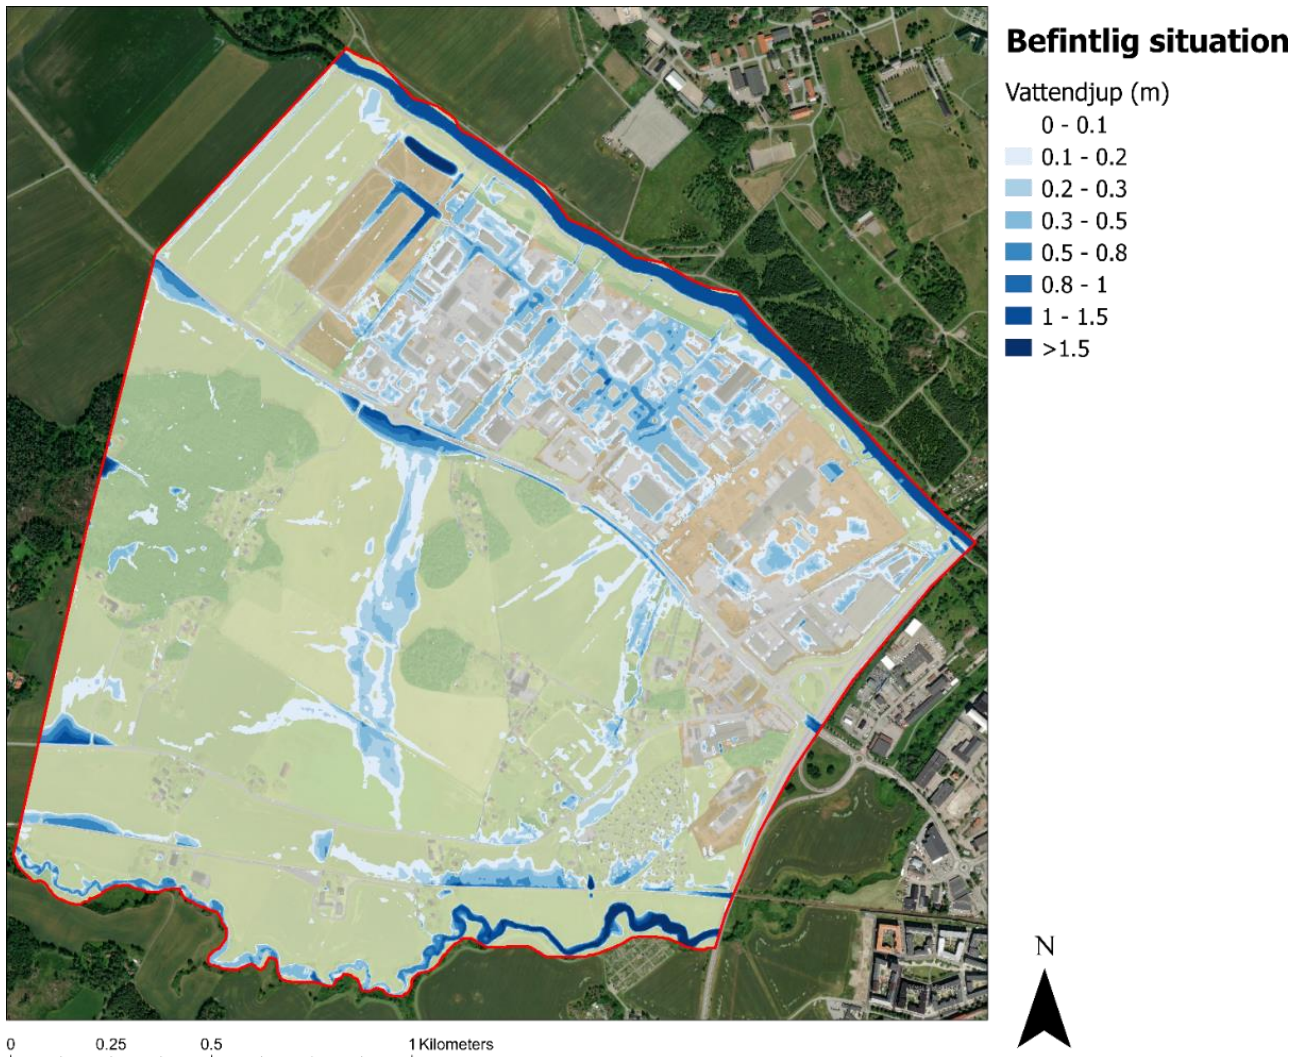 Befintlig situation
Vattendjup (m)
0 - 0.1
0.1 - 0.2
0.2 - 0.3
0.3 - 0.5
0.5 - 0.8
0.8 - 1
1 - 1.5
>1.5
N
0 0.25 0.5 1 Kilometers